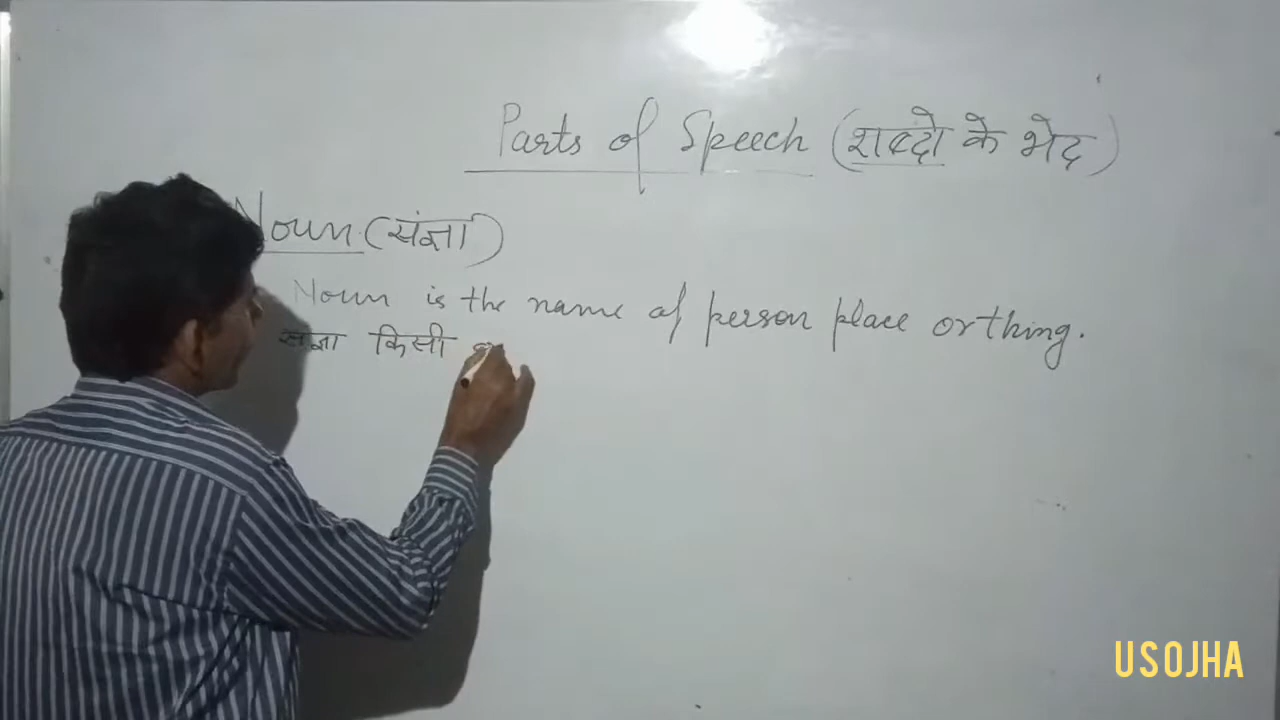 Parts of Speech (शब्दो के भेद)
Noun (संज्ञा)
Noun is the name of person place or thing.
संज्ञा किसी
USOJHA